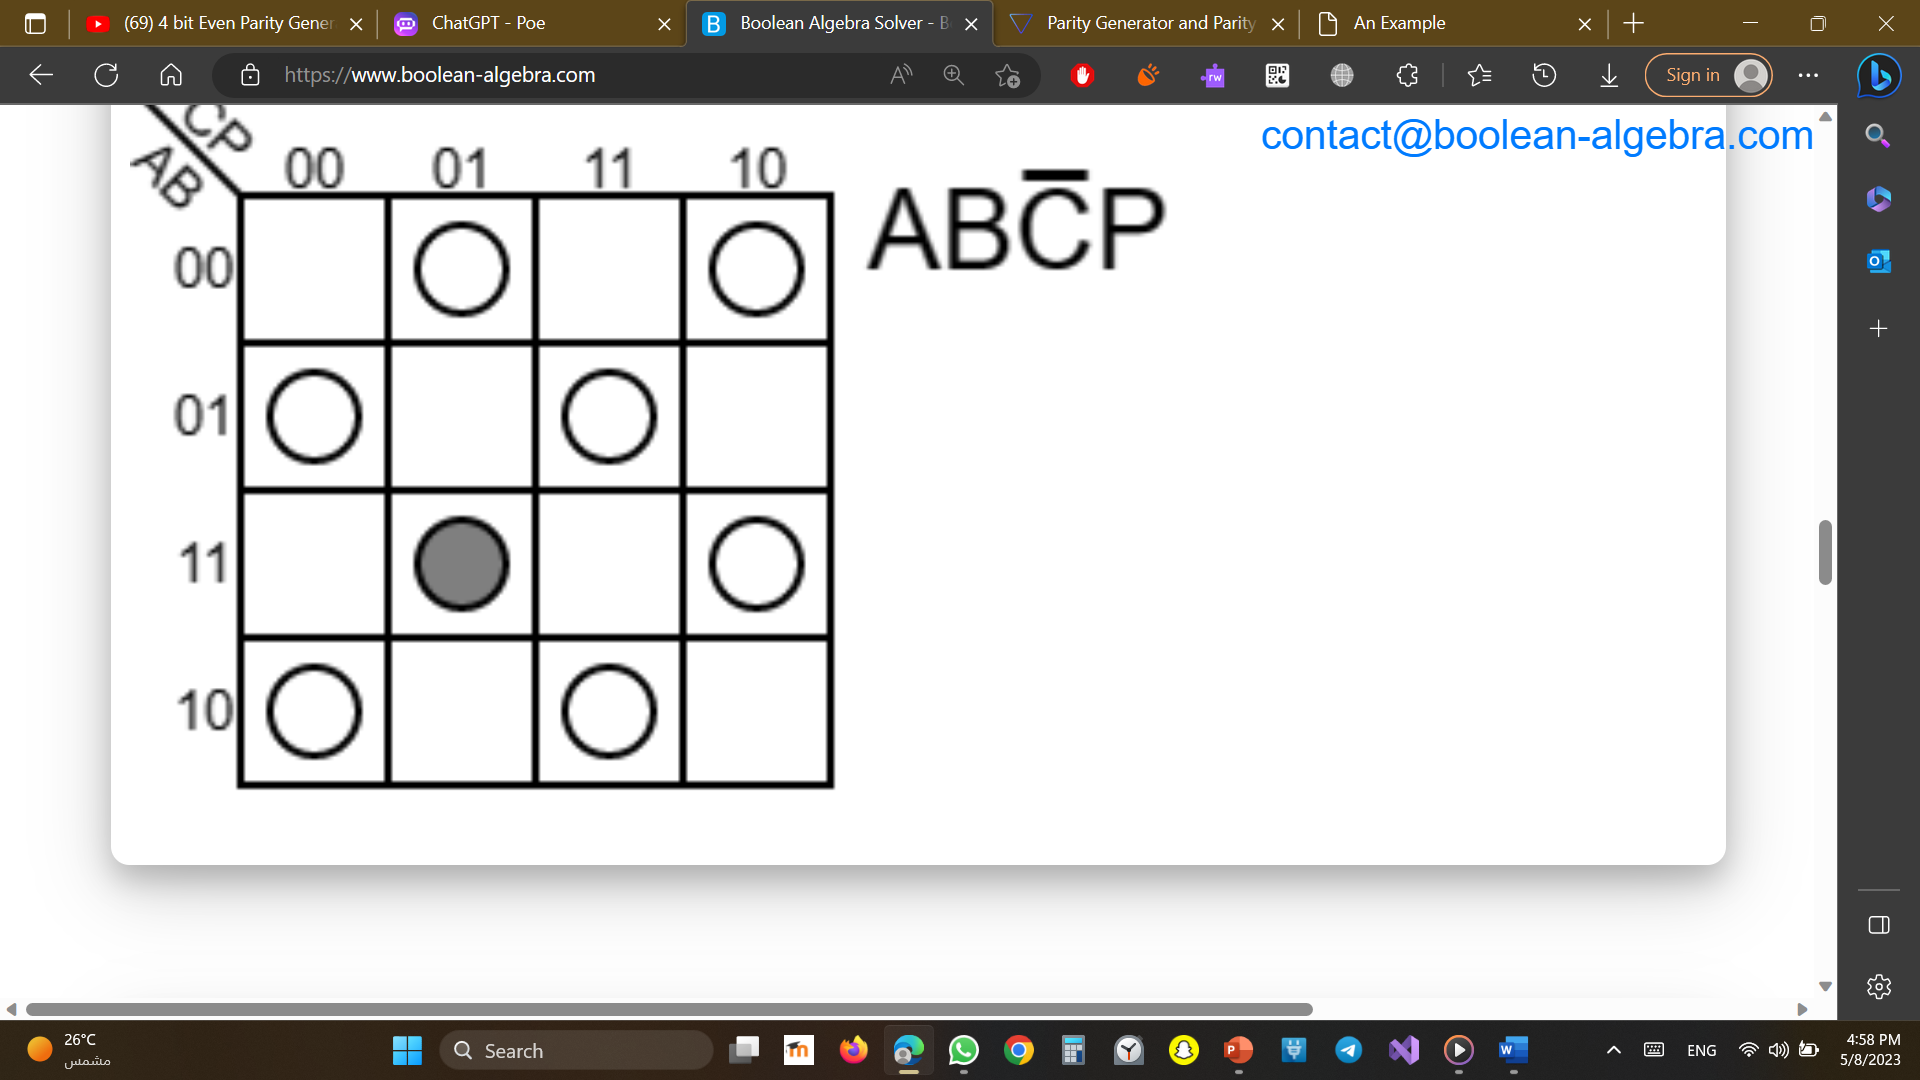 (69) 4 bit Even Parity Gener
ChatGPT - Poe
Boolean Algebra Solver - B
Parity Generator and Parity
An Example
https://www.boolean-algebra.com
Sign in
contact@boolean-algebra.com
CP
AB
00 01 11 10
ABC̅P
00
01
11
10
26°C
مشمس
Search
ENG
4:58 PM
5/8/2023